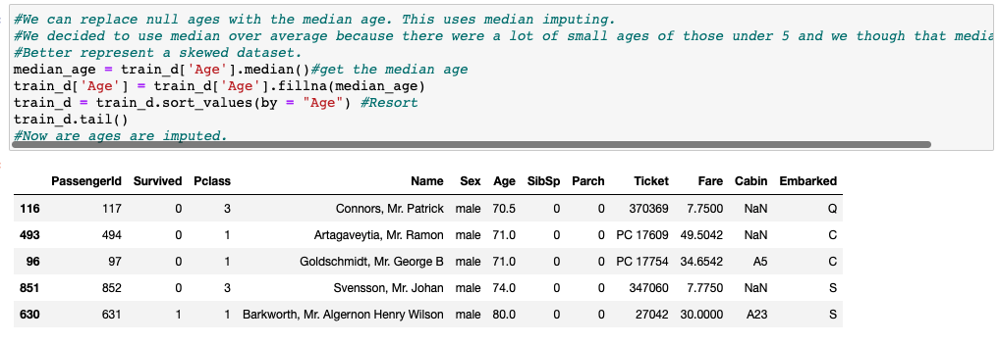 #We can replace null ages with the median age. This uses median imputing.
#We decided to use median over average because there were a lot of small ages of those under 5 and we though that media
#Better represent a skewed dataset.
median_age = train_d['Age'].median()#get the median age
train_d['Age'] = train_d['Age'].fillna(median_age)
train_d = train_d.sort_values(by = "Age") #Resort
train_d.tail()
#Now are ages are imputed.
PassengerId Survived Pclass Name Sex Age SibSp Parch Ticket Fare Cabin Embarked
116 117 0 3 Connors, Mr. Patrick male 70.5 0 0 370369 7.7500 NaN Q
493 494 0 1 Artagaveytia, Mr. Ramon male 71.0 0 0 PC 17609 49.5042 NaN C
96 97 0 1 Goldschmidt, Mr. George B male 71.0 0 0 PC 17754 34.6542 A5 C
851 852 0 3 Svensson, Mr. Johan male 74.0 0 0 347060 7.7750 NaN S
630 631 1 1 Barkworth, Mr. Algernon Henry Wilson male 80.0 0 0 27042 30.0000 A23 S